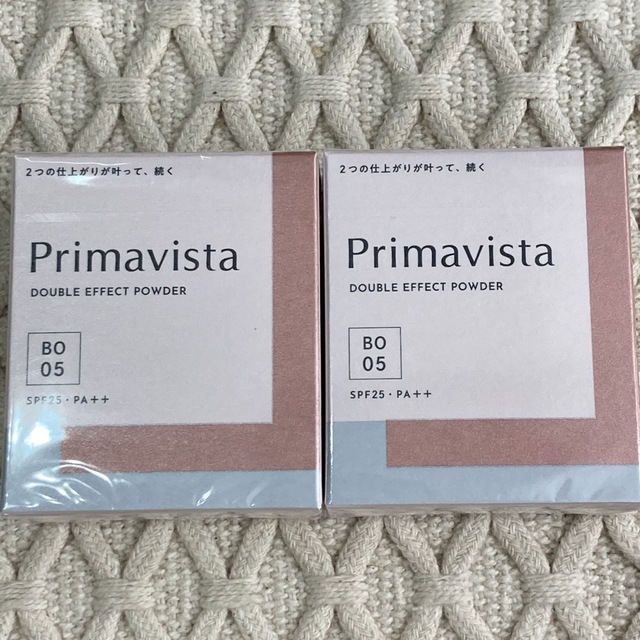 2つの仕上がりが叶って、続く
Primavista
DOUBLE EFFECT POWDER
BO
05
SPF25・PA++
2つの仕上がりが叶って、続く
Primavista
DOUBLE EFFECT POWDER
BO
05
SPF25・PA++